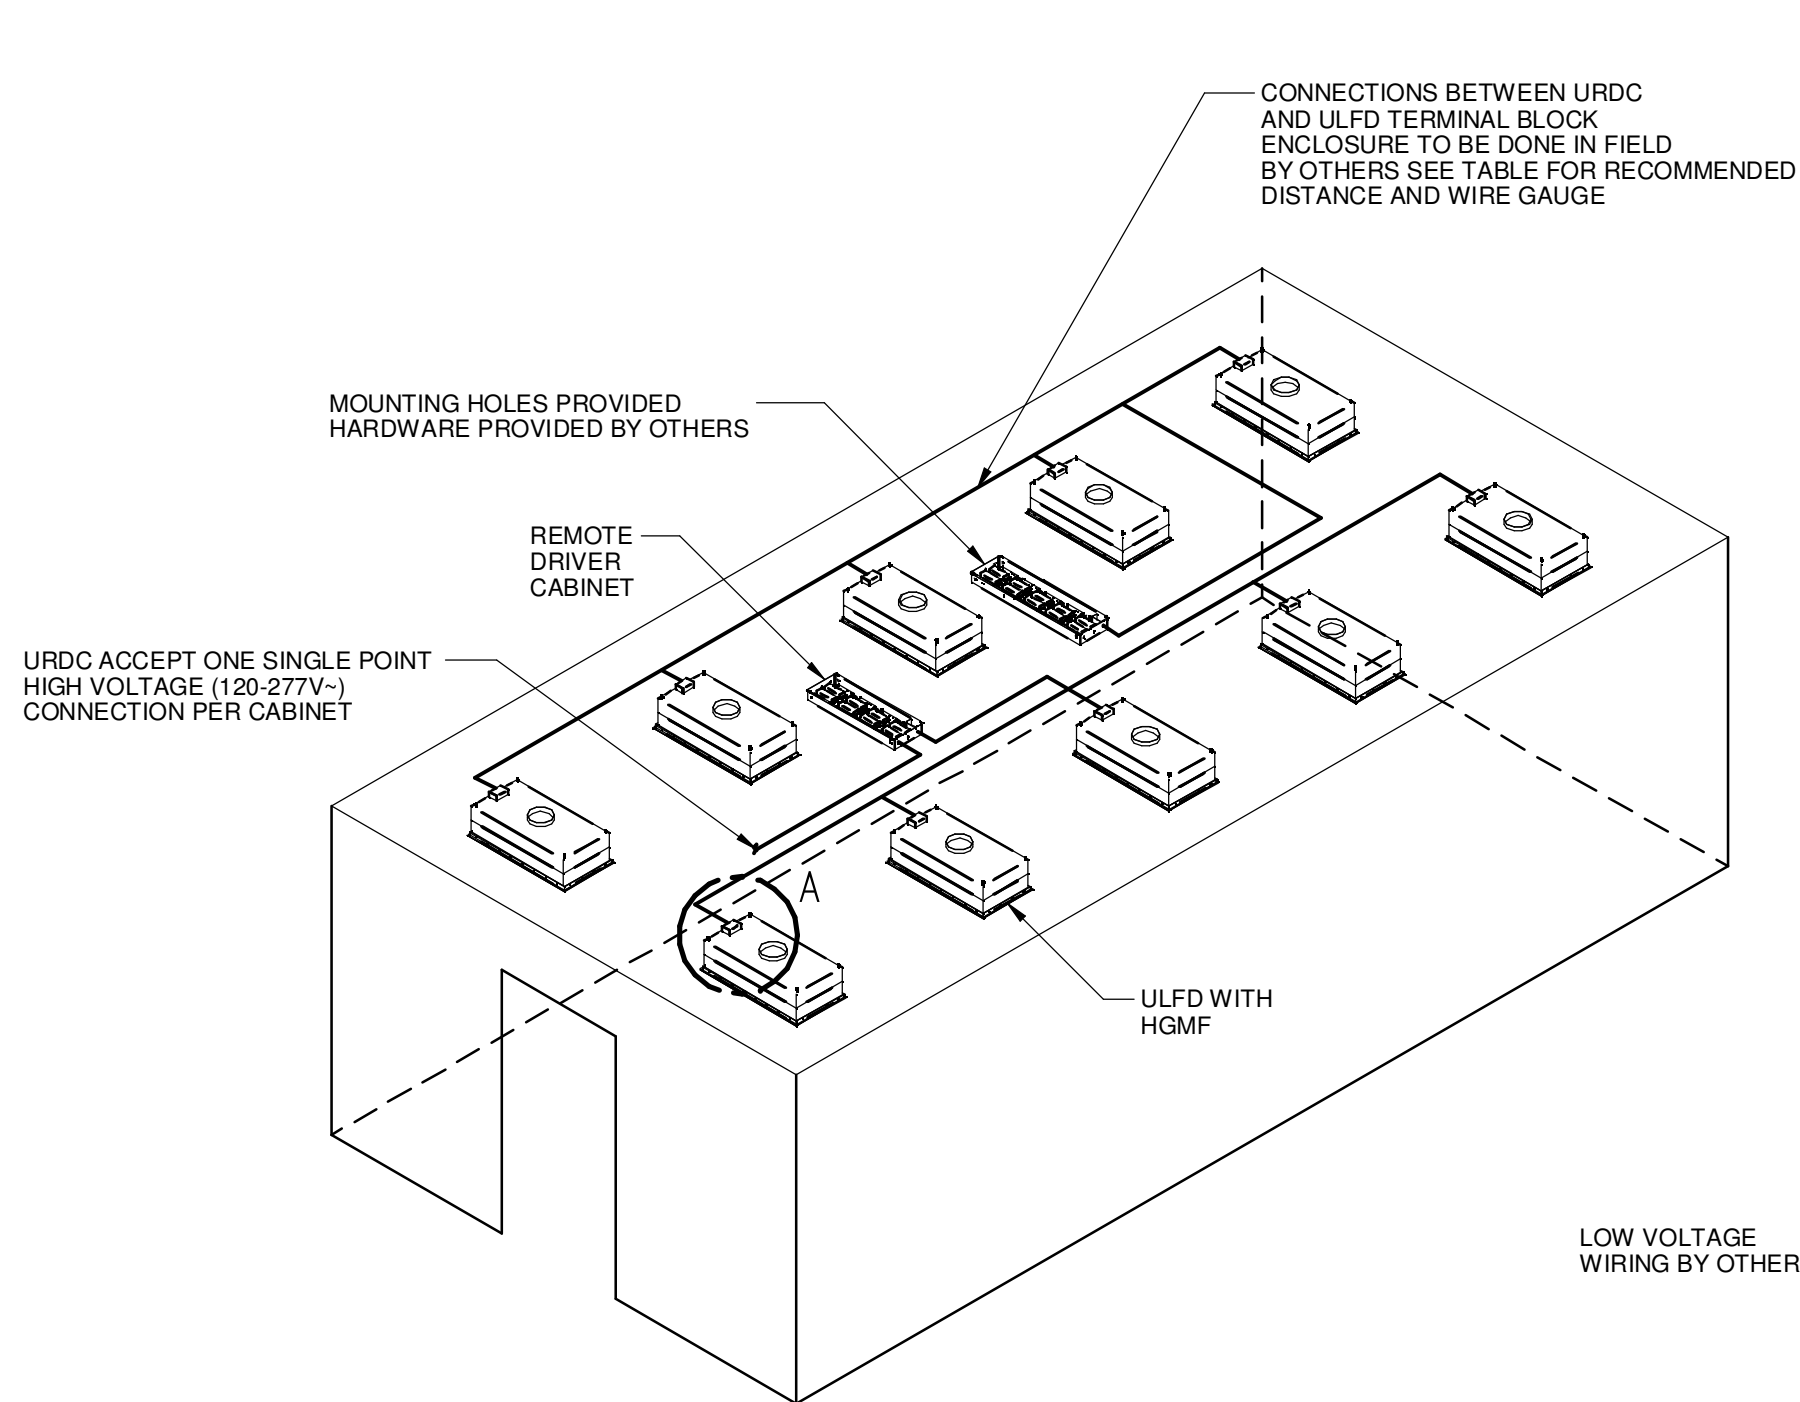 CONNECTIONS BETWEEN URDC
AND ULFD TERMINAL BLOCK
ENCLOSURE TO BE DONE IN FIELD
BY OTHERS SEE TABLE FOR RECOMMENDED
DISTANCE AND WIRE GAUGE
MOUNTING HOLES PROVIDED
HARDWARE PROVIDED BY OTHERS
REMOTE
DRIVER
CABINET
URDC ACCEPT ONE SINGLE POINT
HIGH VOLTAGE (120-277V~)
CONNECTION PER CABINET
A
ULFD WITH
HGMF
LOW VOLTAGE
WIRING BY OTHER